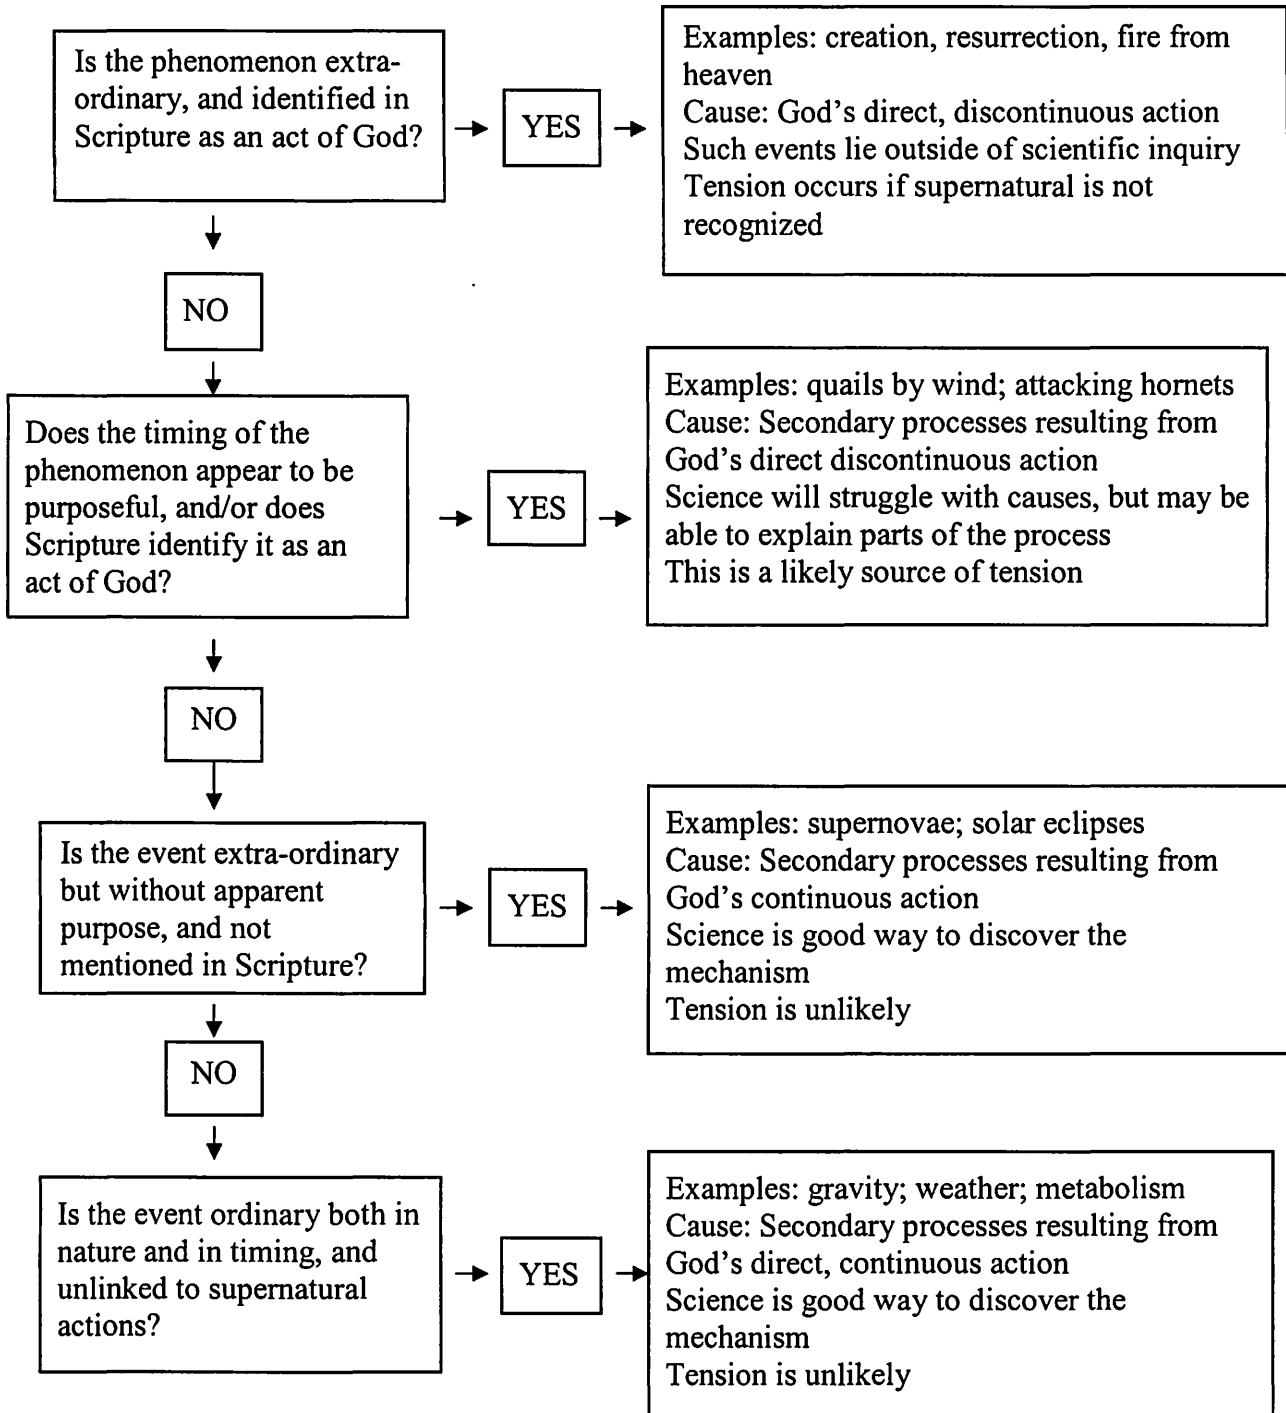 Is the phenomenon extra-
ordinary, and identified in
Scripture as an act of God?
YES
Examples: creation, resurrection, fire from
heaven
Cause: God's direct, discontinuous action
Such events lie outside of scientific inquiry
Tension occurs if supernatural is not
recognized
NO
Does the timing of the
phenomenon appear to be
purposeful, and/or does
Scripture identify it as an
act of God?
YES
Examples: quails by wind; attacking hornets
Cause: Secondary processes resulting from
God's direct discontinuous action
Science will struggle with causes, but may be
able to explain parts of the process
This is a likely source of tension
NO
Is the event extra-ordinary
but without apparent
purpose, and not
mentioned in Scripture?
YES
Examples: supernovae; solar eclipses
Cause: Secondary processes resulting from
God's continuous action
Science is good way to discover the
mechanism
Tension is unlikely
NO
Is the event ordinary both in
nature and in timing, and
unlinked to supernatural
actions?
YES
Examples: gravity; weather; metabolism
Cause: Secondary processes resulting from
God's direct, continuous action
Science is good way to discover the
mechanism
Tension is unlikely